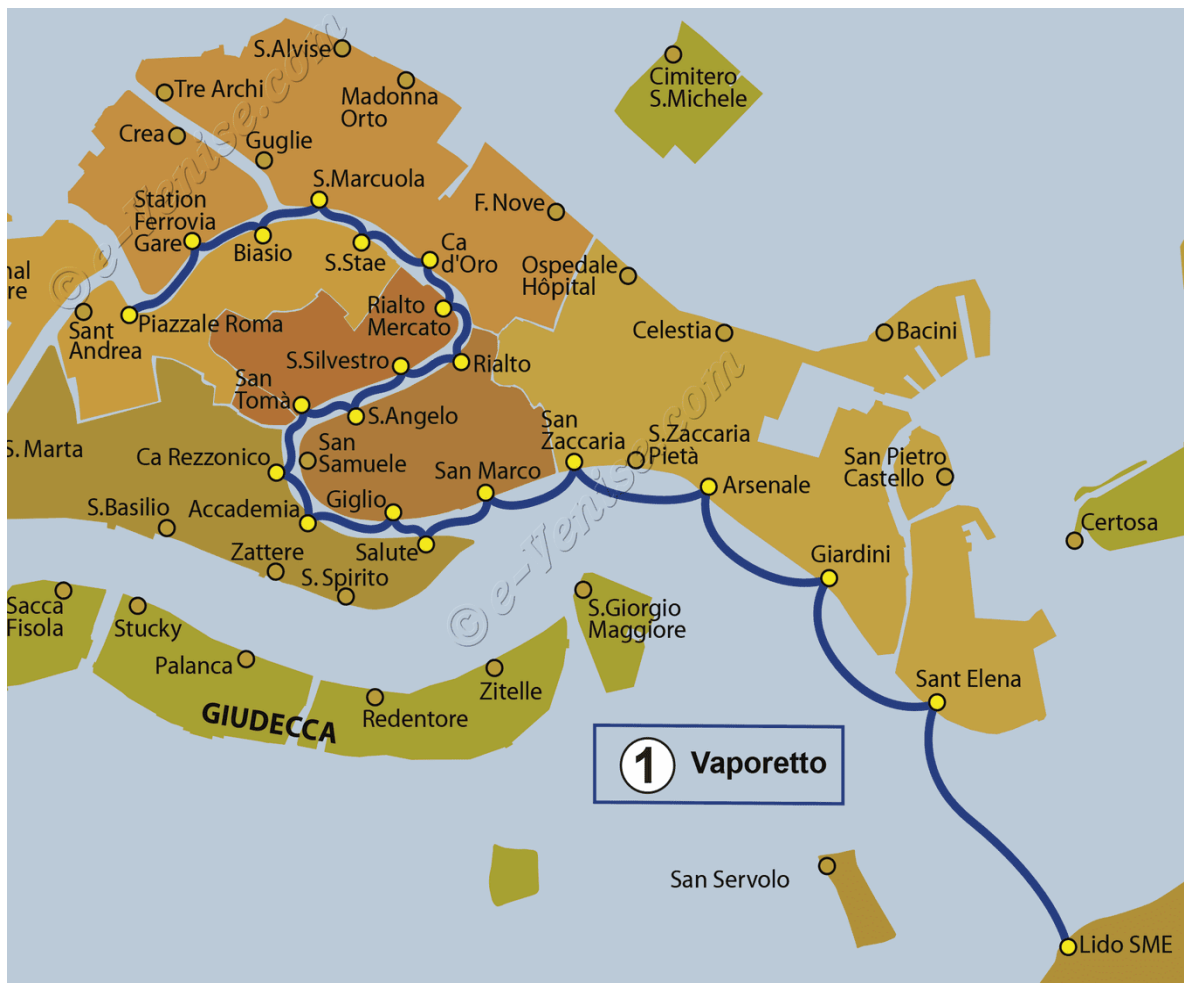 S.Alvise
Tre Archi
Madonna
Orto
Cimitero
S.Michele
Crea
Guglie
S.Marcuola
Station
Ferrovia
Gare
F. Nove
Biasio
S.Stae
Ca
d'Oro
Ospedale
Hôpital
nal
re
Sant
Andrea
Piazzale Roma
Rialto
Mercato
Celestia
Bacini
S.Silvestro
Rialto
San
Tomà
S.Angelo
S. Marta
Ca Rezzonico
San
Samuele
San
Zaccaria
S.Zaccaria
Pietà
San Marco
Arsenale
San Pietro
Castello
S.Basilio
Accademia
Giglio
Salute
Certosa
Zattere
S. Spirito
Giardini
Sacca
Fisola
Stucky
S.Giorgio
Maggiore
Palanca
Zitelle
Redentore
GIUDECCA
Sant Elena
1 Vaporetto
San Servolo
Lido SME
© e-Venise.com
© e-Venise.com